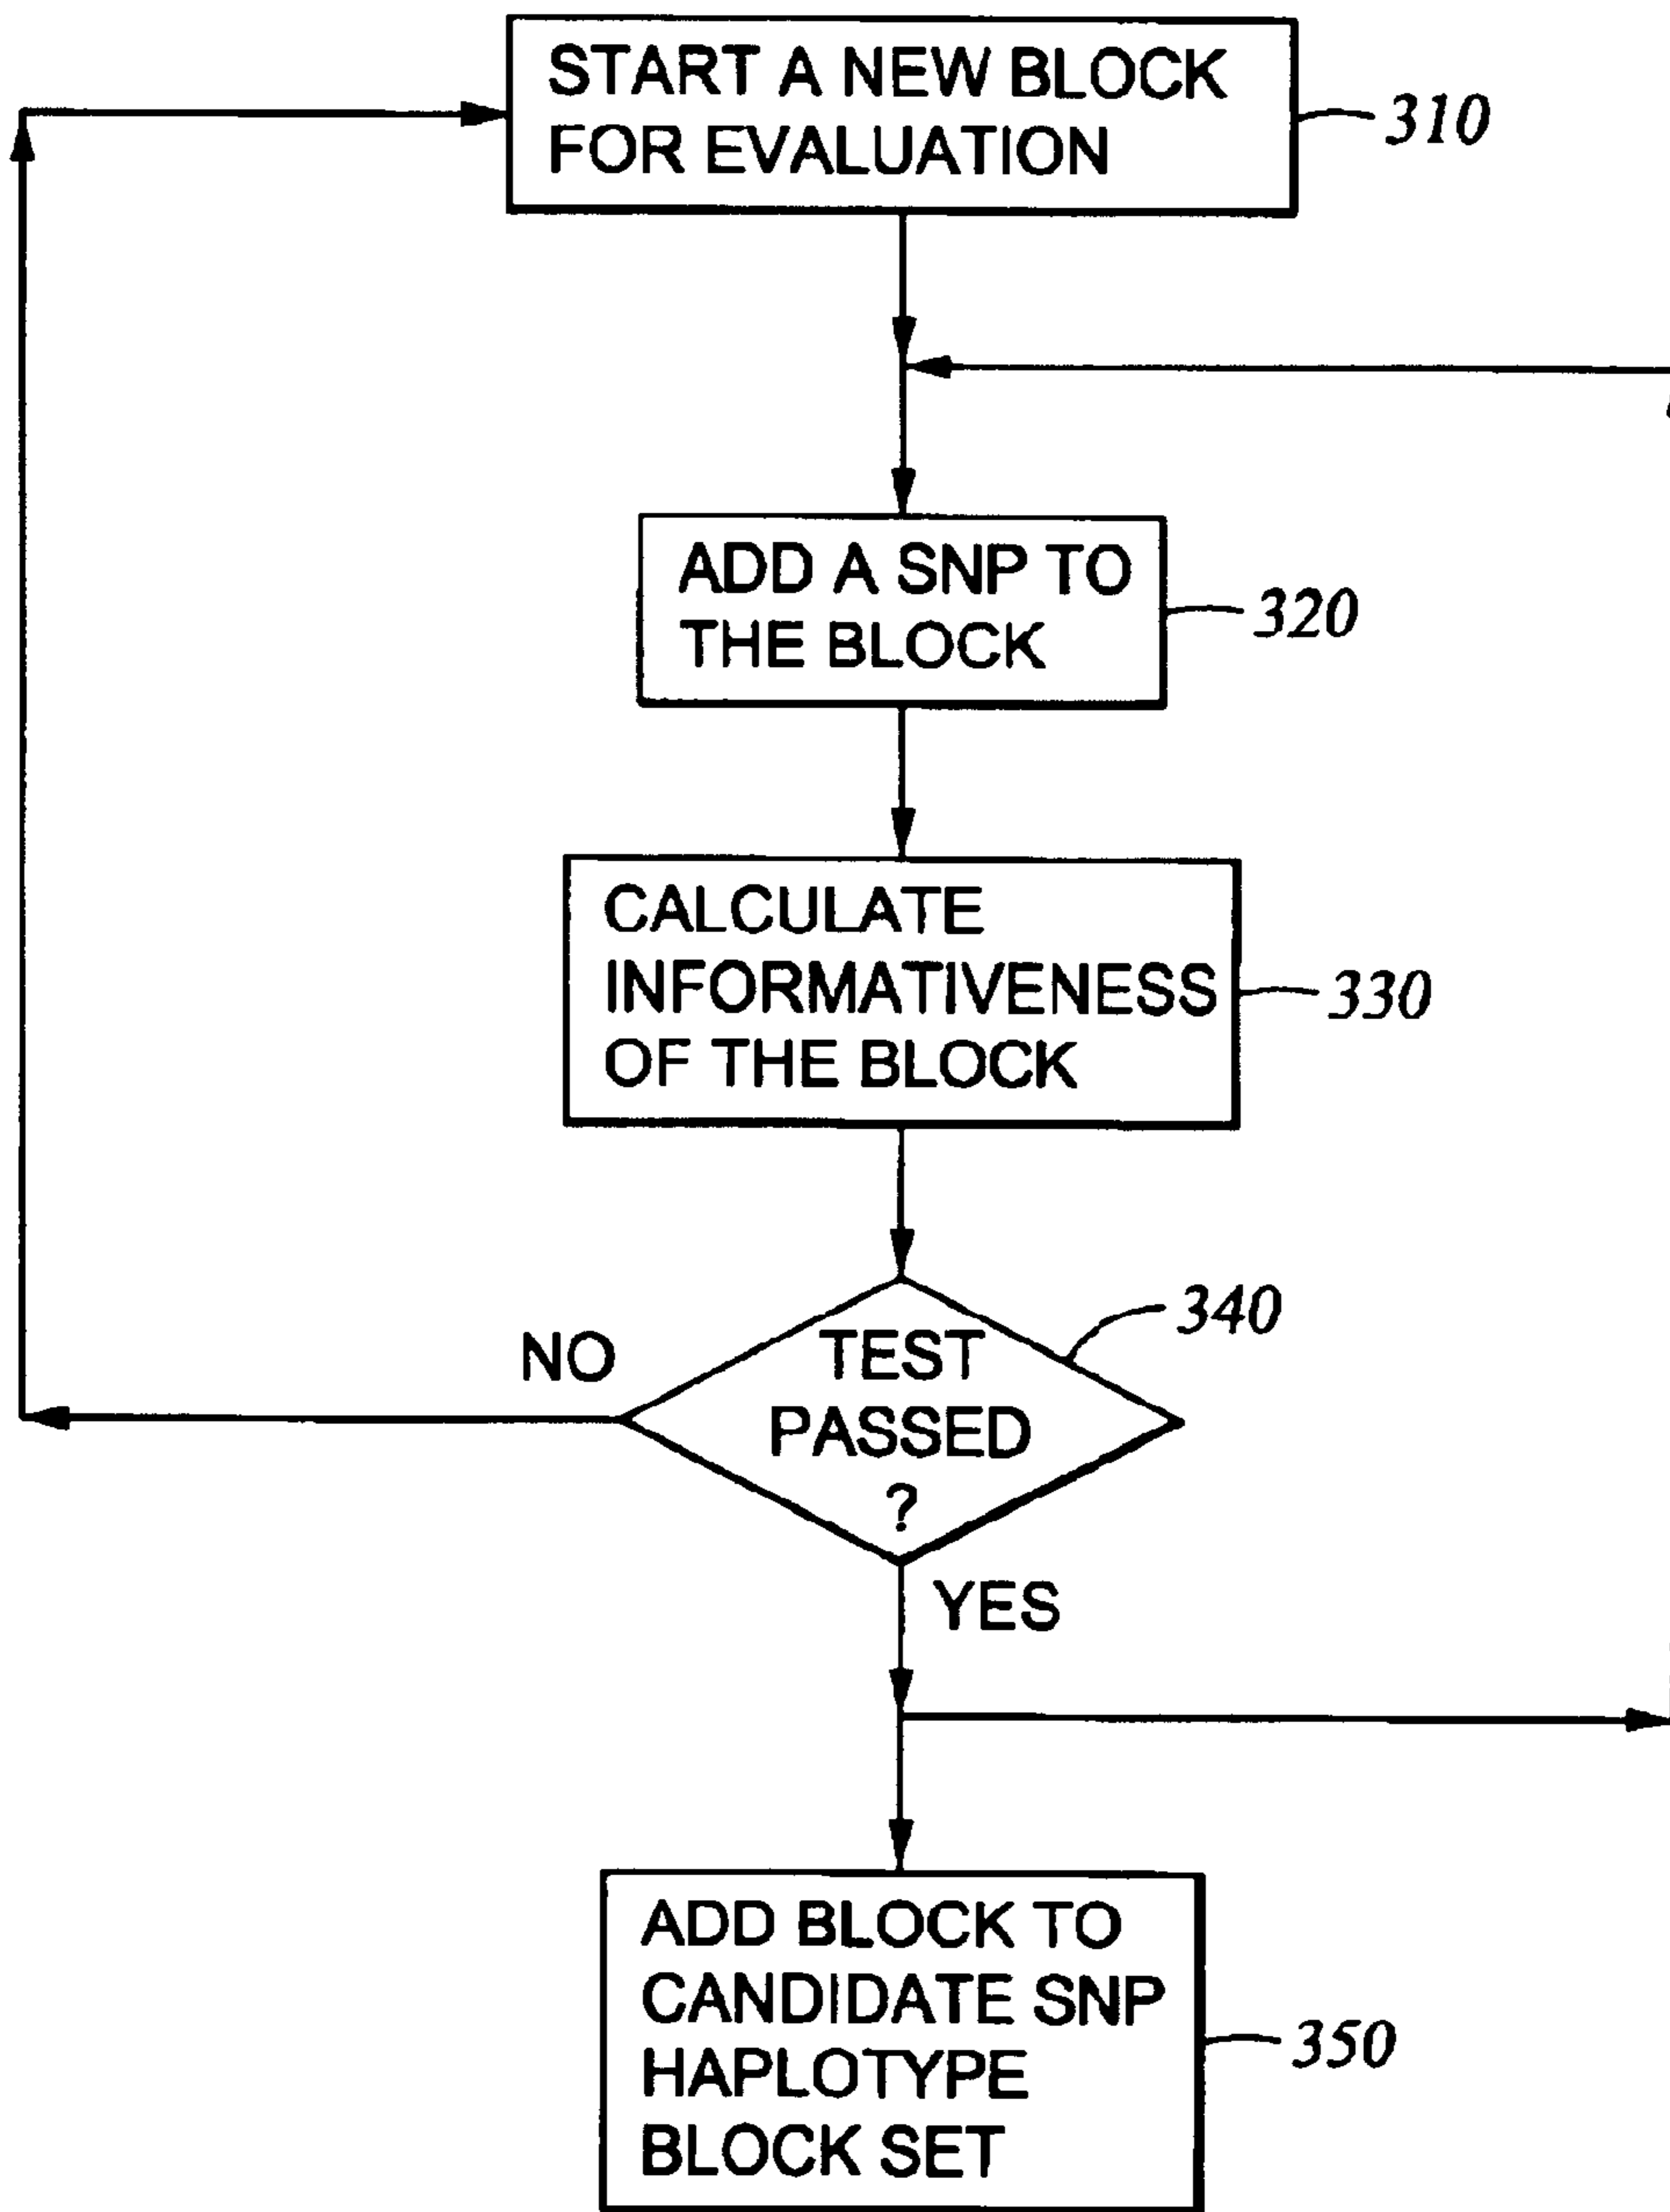 START A NEW BLOCK
FOR EVALUATION
310
ADD A SNP TO
THE BLOCK
320
CALCULATE
INFORMATIVENESS
OF THE BLOCK
330
340
NO
TEST
PASSED
?
YES
ADD BLOCK TO
CANDIDATE SNP
HAPLOTYPE
BLOCK SET
350